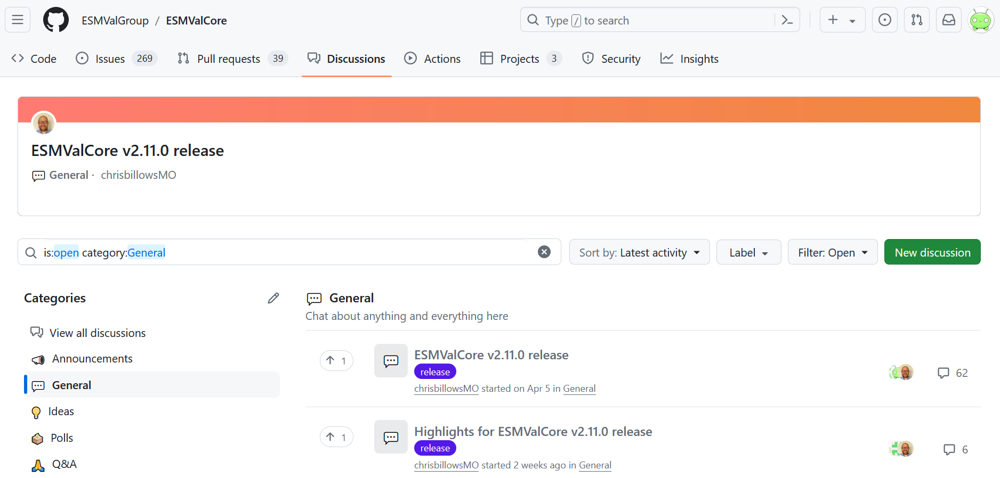 ESMValGroup / ESMValCore
Type / to search
Code
Issues 269
Pull requests 39
Discussions
Actions
Projects 3
Security
Insights
ESMValCore v2.11.0 release
General · chrisbillowsMO
is:open category:General
Sort by: Latest activity
Label
Filter: Open
New discussion
Categories
View all discussions
Announcements
General
Ideas
Polls
Q&A
General
Chat about anything and everything here
1
ESMValCore v2.11.0 release
release
chrisbillowsMO started on Apr 5 in General
62
1
Highlights for ESMValCore v2.11.0 release
release
chrisbillowsMO started 2 weeks ago in General
6